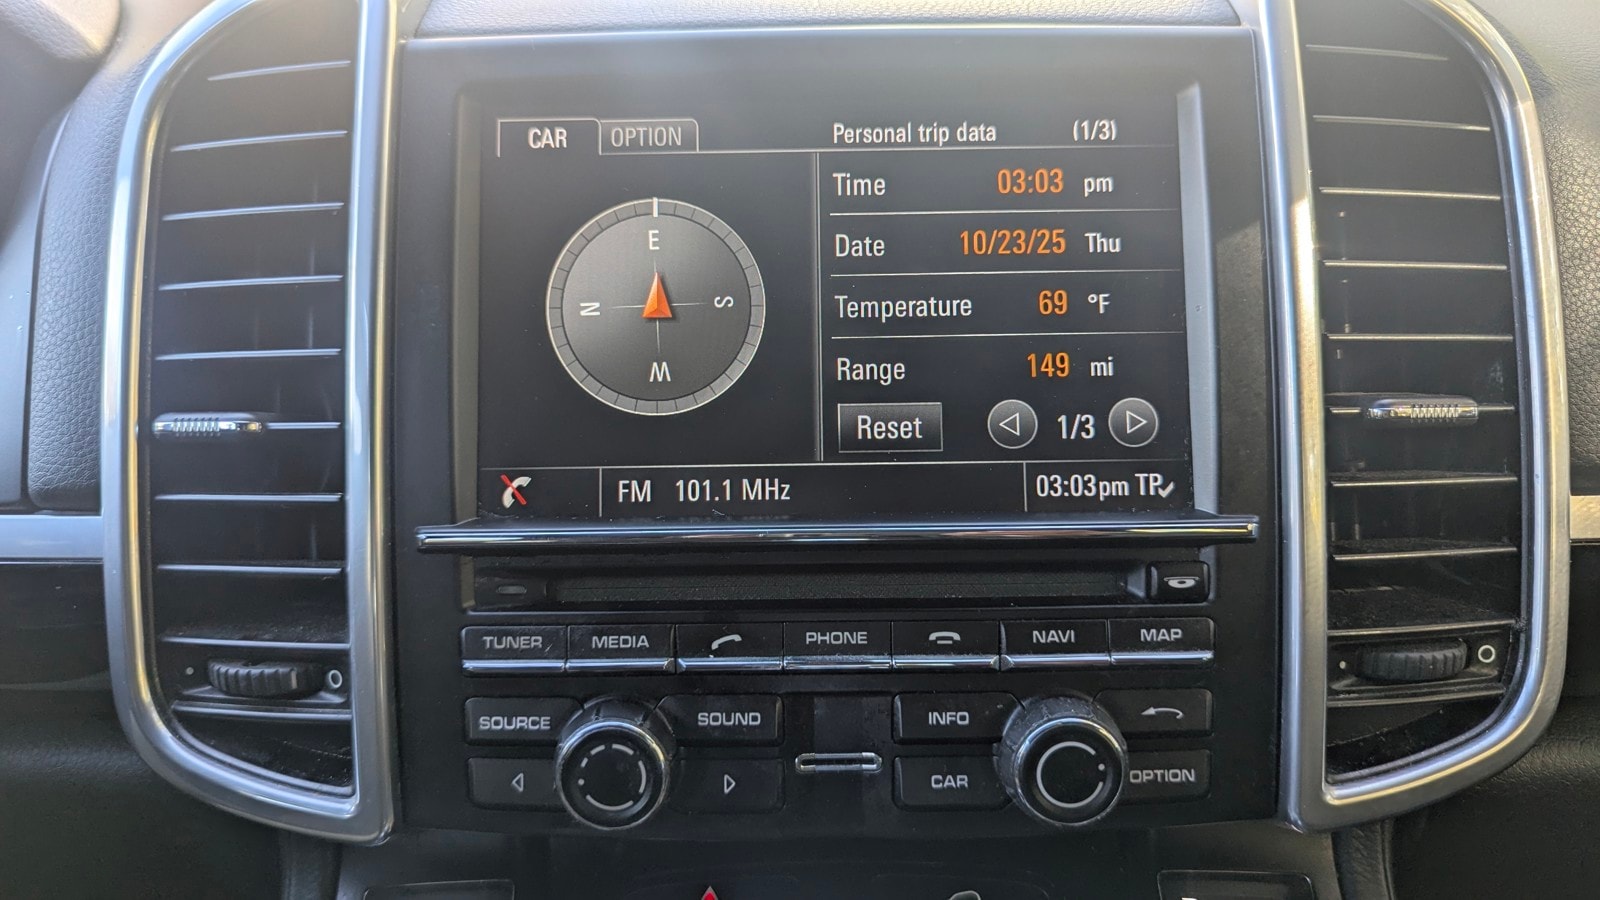 CAR OPTION Personal trip data (1/3)
Time 03:03 pm
Date 10/23/25 Thu
Temperature 69 °F
Range 149 mi
Reset 1/3
E
N S
W
FM 101.1 MHz 03:03pm TP
TUNER MEDIA PHONE NAVI MAP
SOURCE SOUND INFO
CAR OPTION